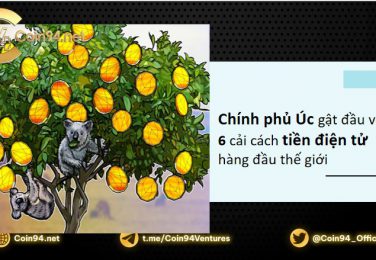 Coin94.net
Chính phủ Úc gật đầu v
6 cải cách tiền điện tử
hàng đầu thế giới
Coin94.net
t.me/Coin94Ventures
@Coin94_Offic